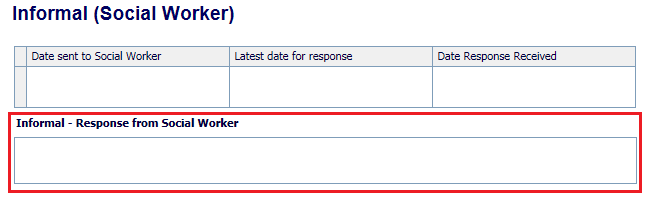 Informal (Social Worker)
Date sent to Social Worker Latest date for response Date Response Received
Informal - Response from Social Worker